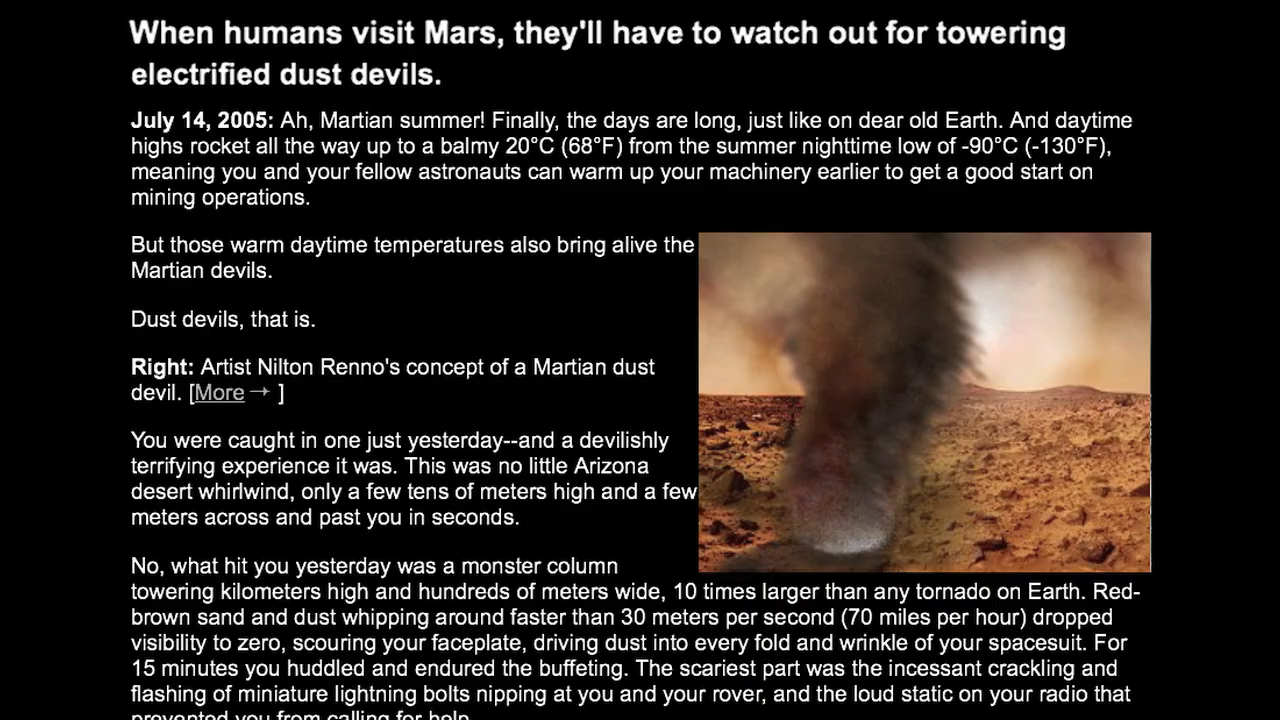 When humans visit Mars, they'll have to watch out for towering
electrified dust devils.
July 14, 2005: Ah, Martian summer! Finally, the days are long, just like on dear old Earth. And daytime
highs rocket all the way up to a balmy 20°C (68°F) from the summer nighttime low of -90°C (-130°F),
meaning you and your fellow astronauts can warm up your machinery earlier to get a good start on
mining operations.
But those warm daytime temperatures also bring alive the
Martian devils.
Dust devils, that is.
Right: Artist Nilton Renno's concept of a Martian dust
devil. [More → ]
You were caught in one just yesterday--and a devilishly
terrifying experience it was. This was no little Arizona
desert whirlwind, only a few tens of meters high and a few
meters across and past you in seconds.
No, what hit you yesterday was a monster column
towering kilometers high and hundreds of meters wide, 10 times larger than any tornado on Earth. Red-
brown sand and dust whipping around faster than 30 meters per second (70 miles per hour) dropped
visibility to zero, scouring your faceplate, driving dust into every fold and wrinkle of your spacesuit. For
15 minutes you huddled and endured the buffeting. The scariest part was the incessant crackling and
flashing of miniature lightning bolts nipping at you and your rover, and the loud static on your radio that
prevented you from calling for help.